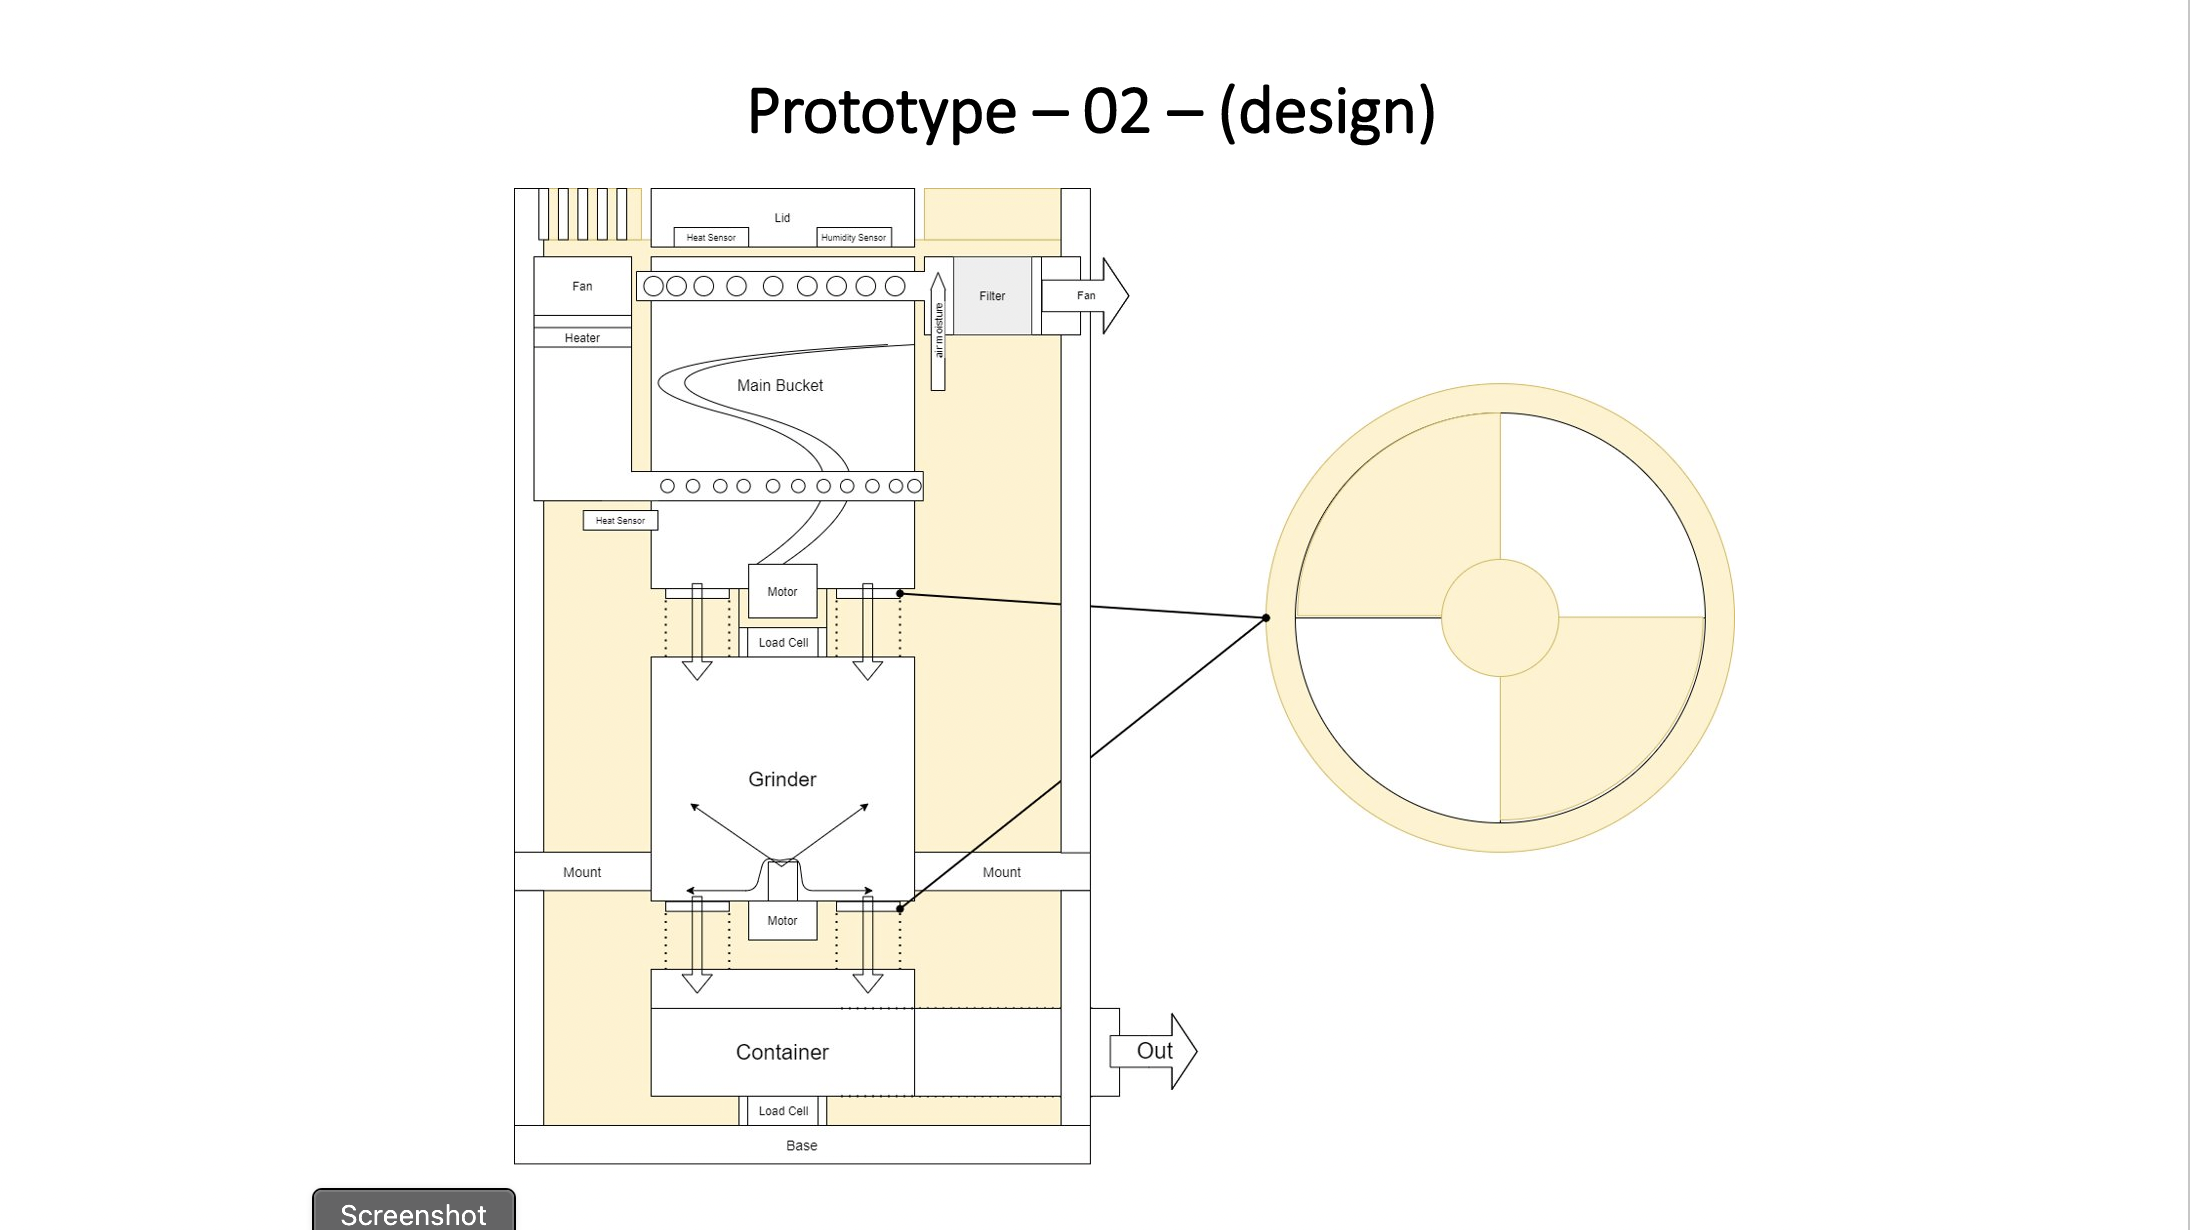 Prototype – 02 – (design)
Lid
Heat Sensor
Humidity Sensor
Fan
Filter
Fan
air moisture
Heater
Main Bucket
Heat Sensor
Motor
Load Cell
Grinder
Mount
Mount
Motor
Container
Out
Load Cell
Base
Screenshot